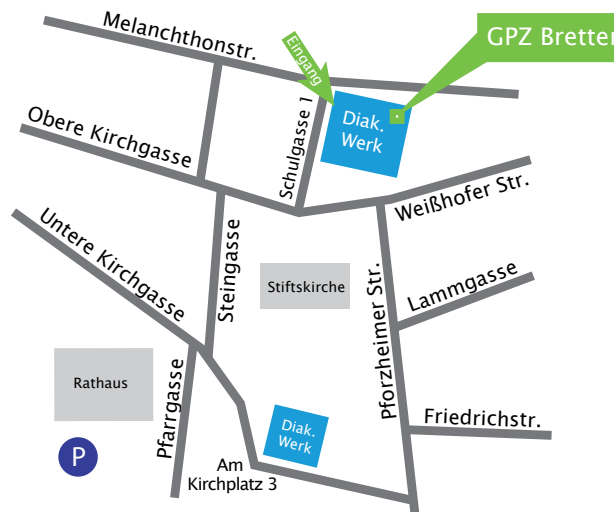 Melanchthonstr.
Eingang
GPZ Bretten
Obere Kirchgasse
Schulgasse 1
Diak.
Werk
Weißhofer Str.
Untere Kirchgasse
Steingasse
Stiftskirche
Pforzheimer Str.
Lammgasse
Rathaus
Pfarrgasse
Diak.
Werk
Friedrichstr.
P
Am
Kirchplatz 3